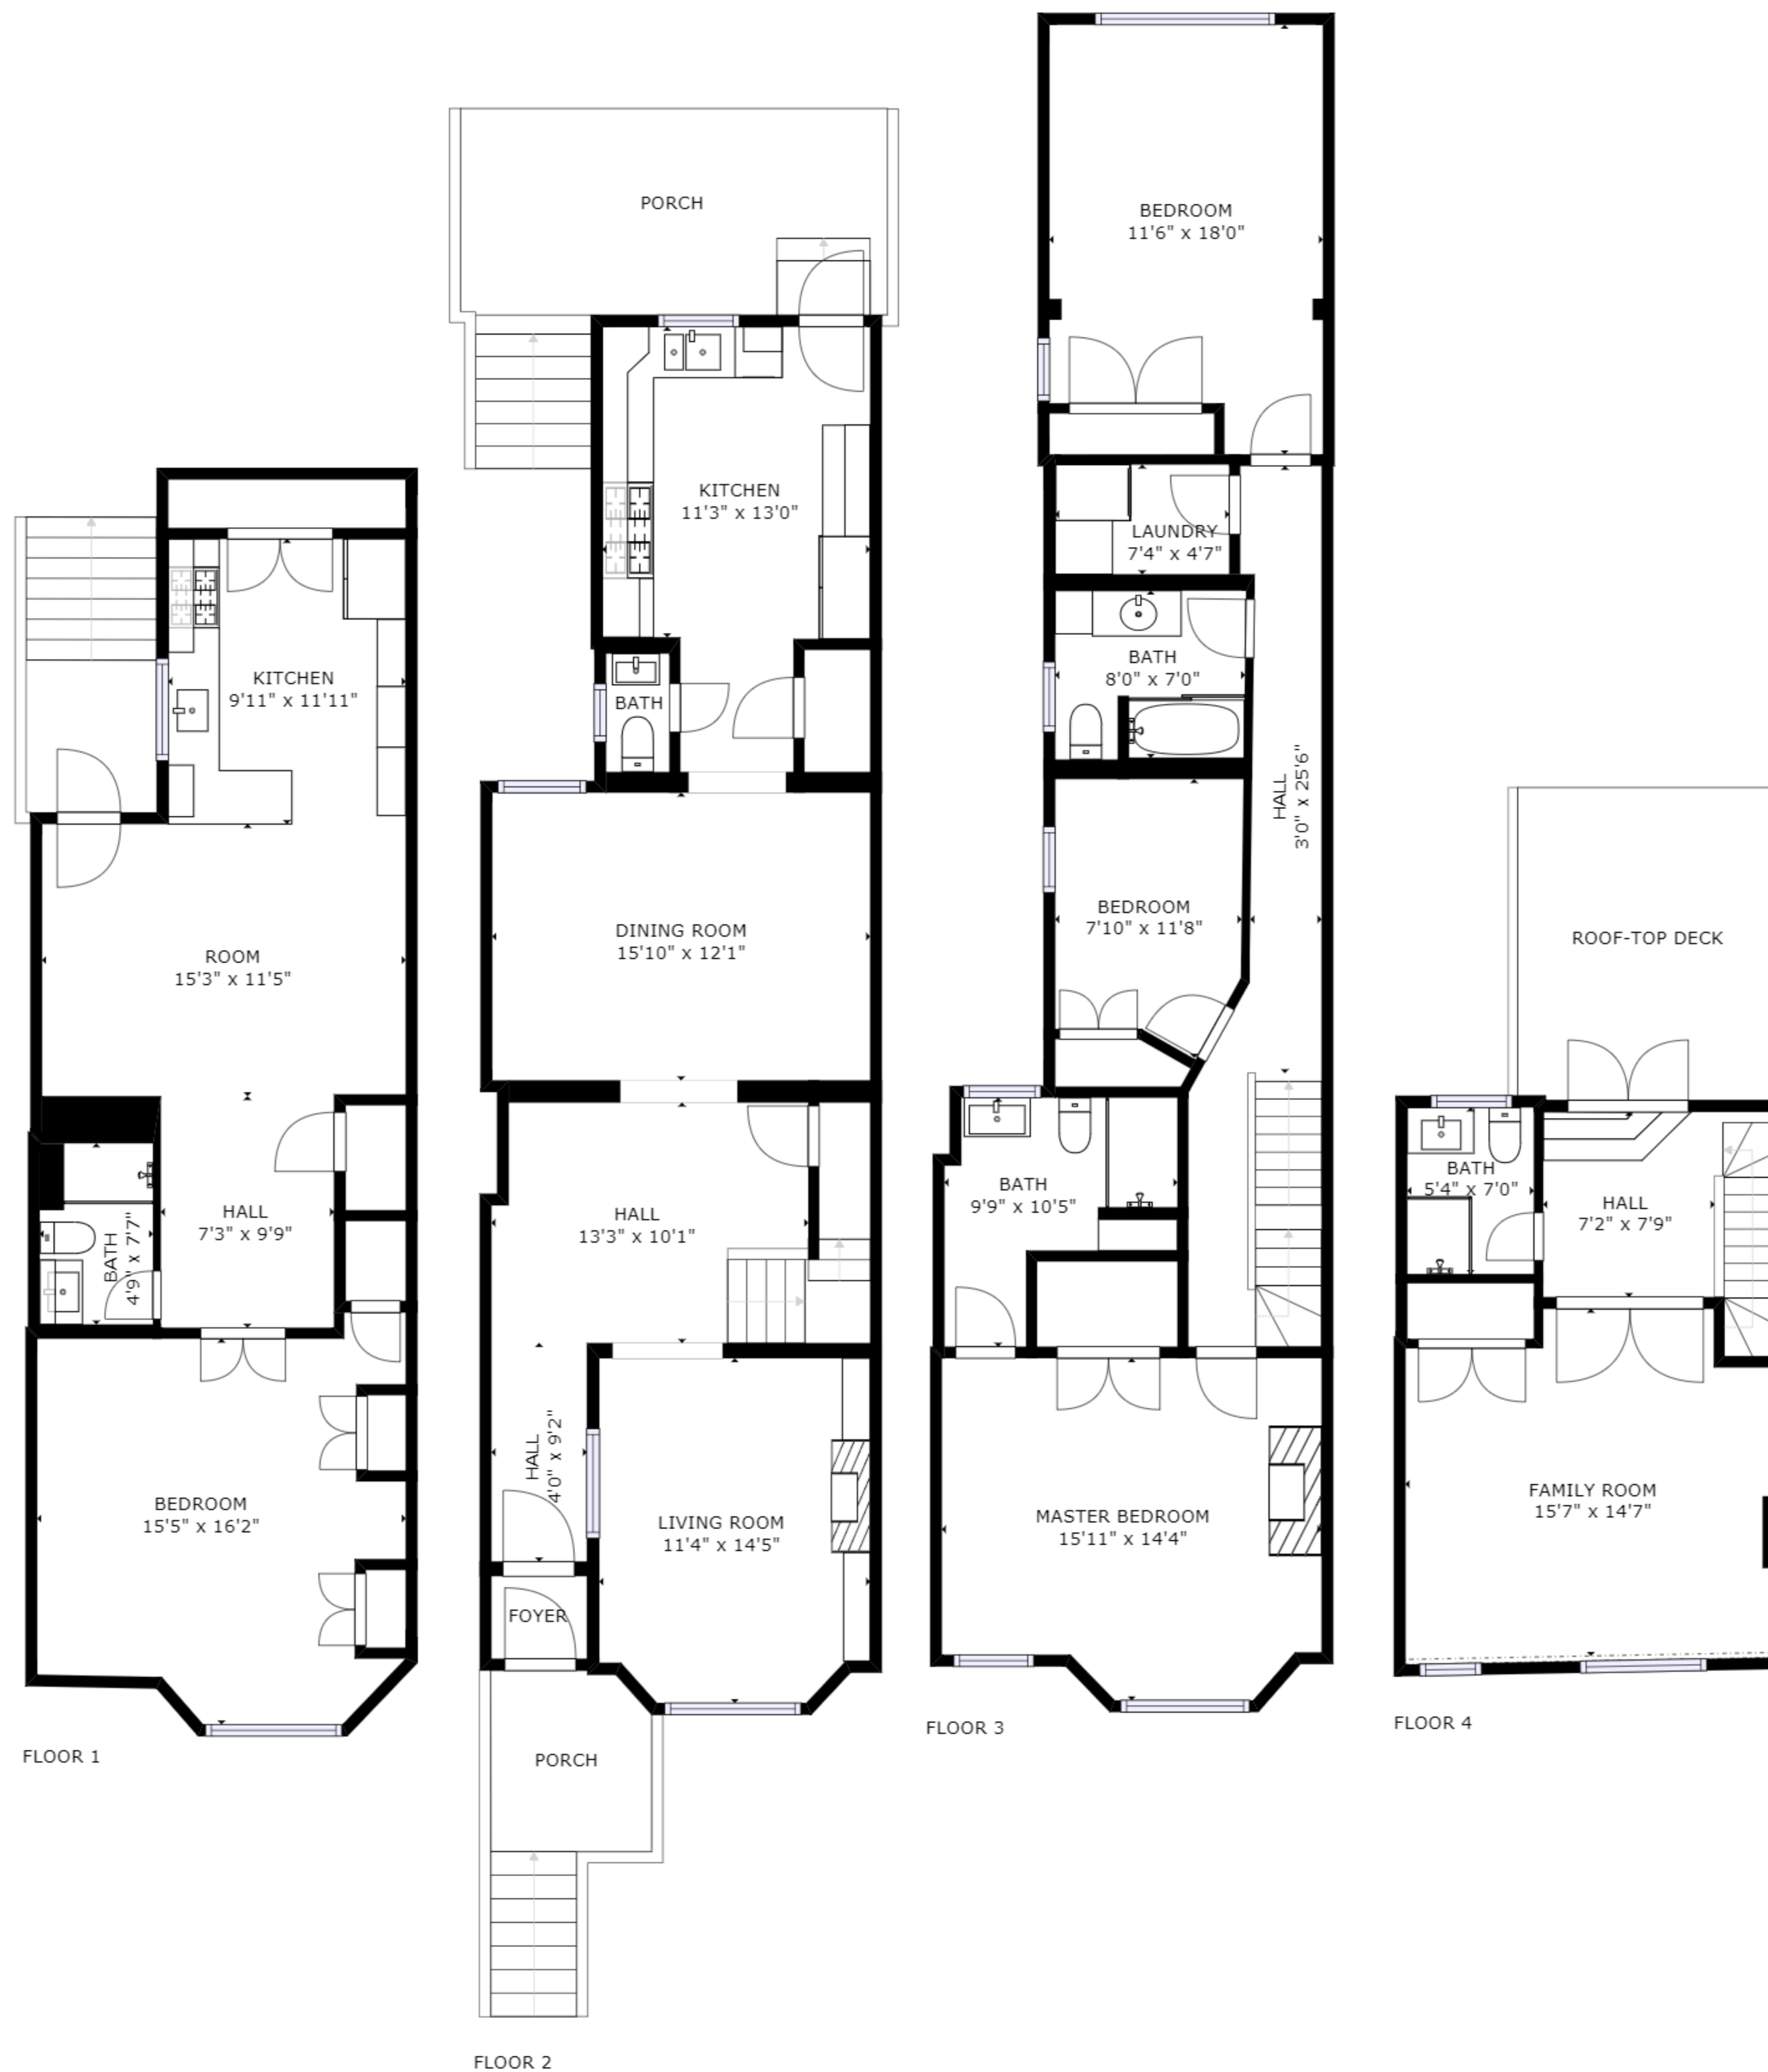 KITCHEN
9'11" x 11'11"
ROOM
15'3" x 11'5"
HALL
7'3" x 9'9"
BATH
4'9" x 7'7"
BEDROOM
15'5" x 16'2"
FLOOR 1
PORCH
KITCHEN
11'3" x 13'0"
BATH
DINING ROOM
15'10" x 12'1"
HALL
13'3" x 10'1"
HALL
4'0" x 9'2"
LIVING ROOM
11'4" x 14'5"
FOYER
PORCH
FLOOR 2
BEDROOM
11'6" x 18'0"
LAUNDRY
7'4" x 4'7"
BATH
8'0" x 7'0"
HALL
3'0" x 25'6"
BEDROOM
7'10" x 11'8"
BATH
9'9" x 10'5"
MASTER BEDROOM
15'11" x 14'4"
FLOOR 3
ROOF-TOP DECK
BATH
5'4" x 7'0"
HALL
7'2" x 7'9"
FAMILY ROOM
15'7" x 14'7"
FLOOR 4